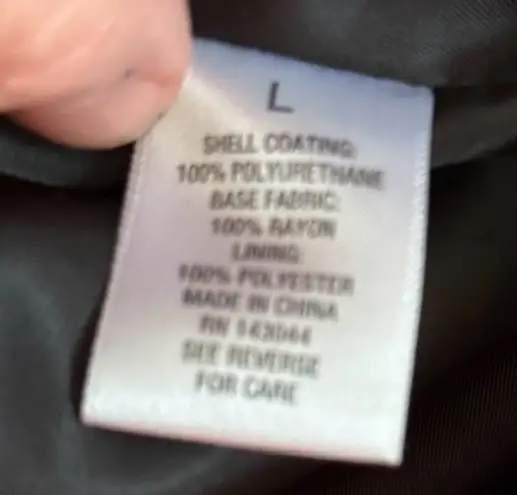 L
SHELL COATING:
100% POLYURETHANE
BASE FABRIC:
100% RAYON
LINING:
100% POLYESTER
MADE IN CHINA
RN
SEE REVERSE
FOR CARE